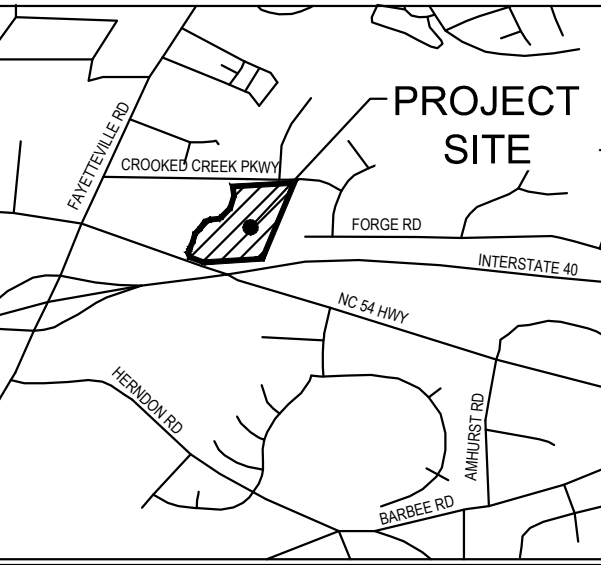 PROJECT
SITE
FAYETTEVILLE RD
CROOKED CREEK PKWY
FORGE RD
INTERSTATE 40
NC 54 HWY
HERNDON RD
AMHURST RD
BARBEE RD